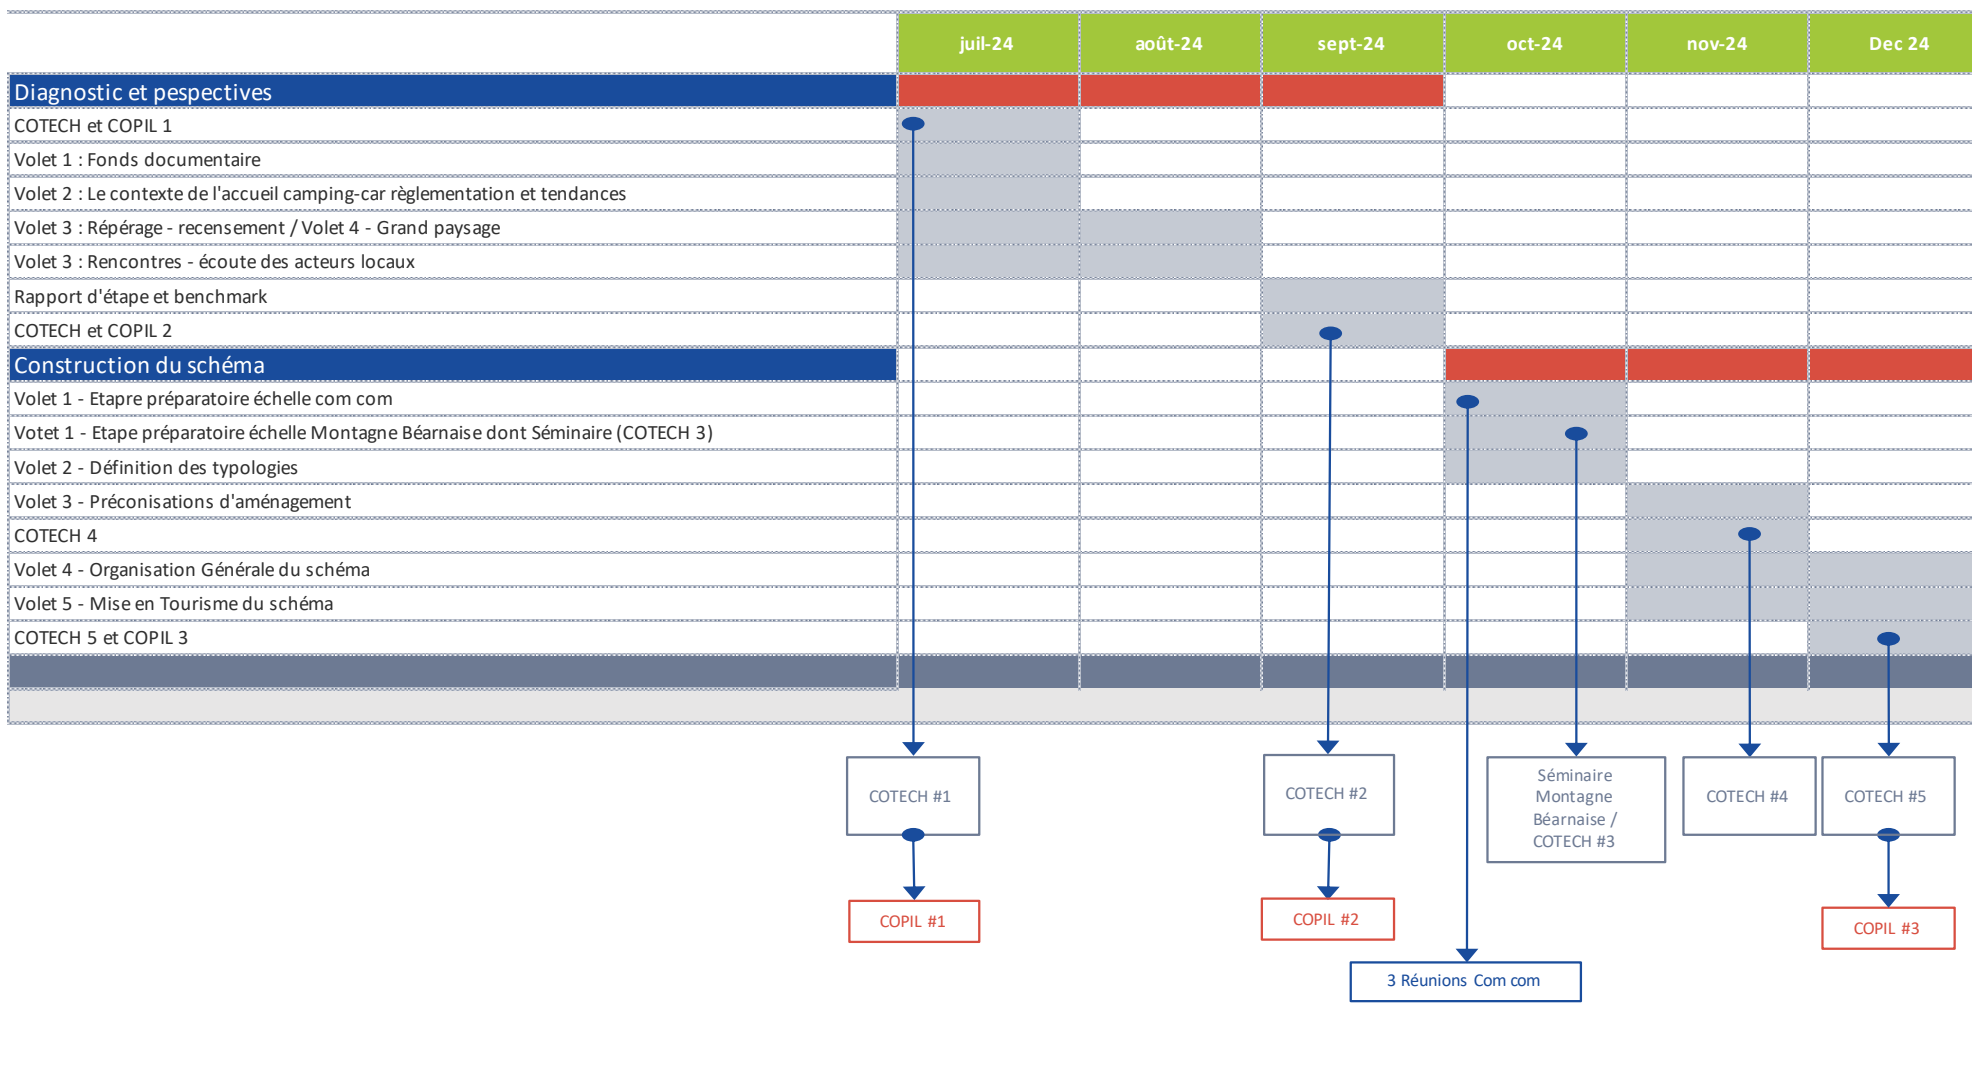 juil-24 août-24 sept-24 oct-24 nov-24 Dec 24
Diagnostic et pespectives
COTECH et COPIL 1
Volet 1 : Fonds documentaire
Volet 2 : Le contexte de l'accueil camping-car règlementation et tendances
Volet 3 : Répérage - recensement / Volet 4 - Grand paysage
Volet 3 : Rencontres - écoute des acteurs locaux
Rapport d'étape et benchmark
COTECH et COPIL 2
Construction du schéma
Volet 1 - Etapre préparatoire échelle com com
Votet 1 - Etape préparatoire échelle Montagne Béarnaise dont Séminaire (COTECH 3)
Volet 2 - Définition des typologies
Volet 3 - Préconisations d'aménagement
COTECH 4
Volet 4 - Organisation Générale du schéma
Volet 5 - Mise en Tourisme du schéma
COTECH 5 et COPIL 3
COTECH #1
COTECH #2
Séminaire
Montagne
Béarnaise /
COTECH #3
COTECH #4
COTECH #5
COPIL #1
COPIL #2
COPIL #3
3 Réunions Com com